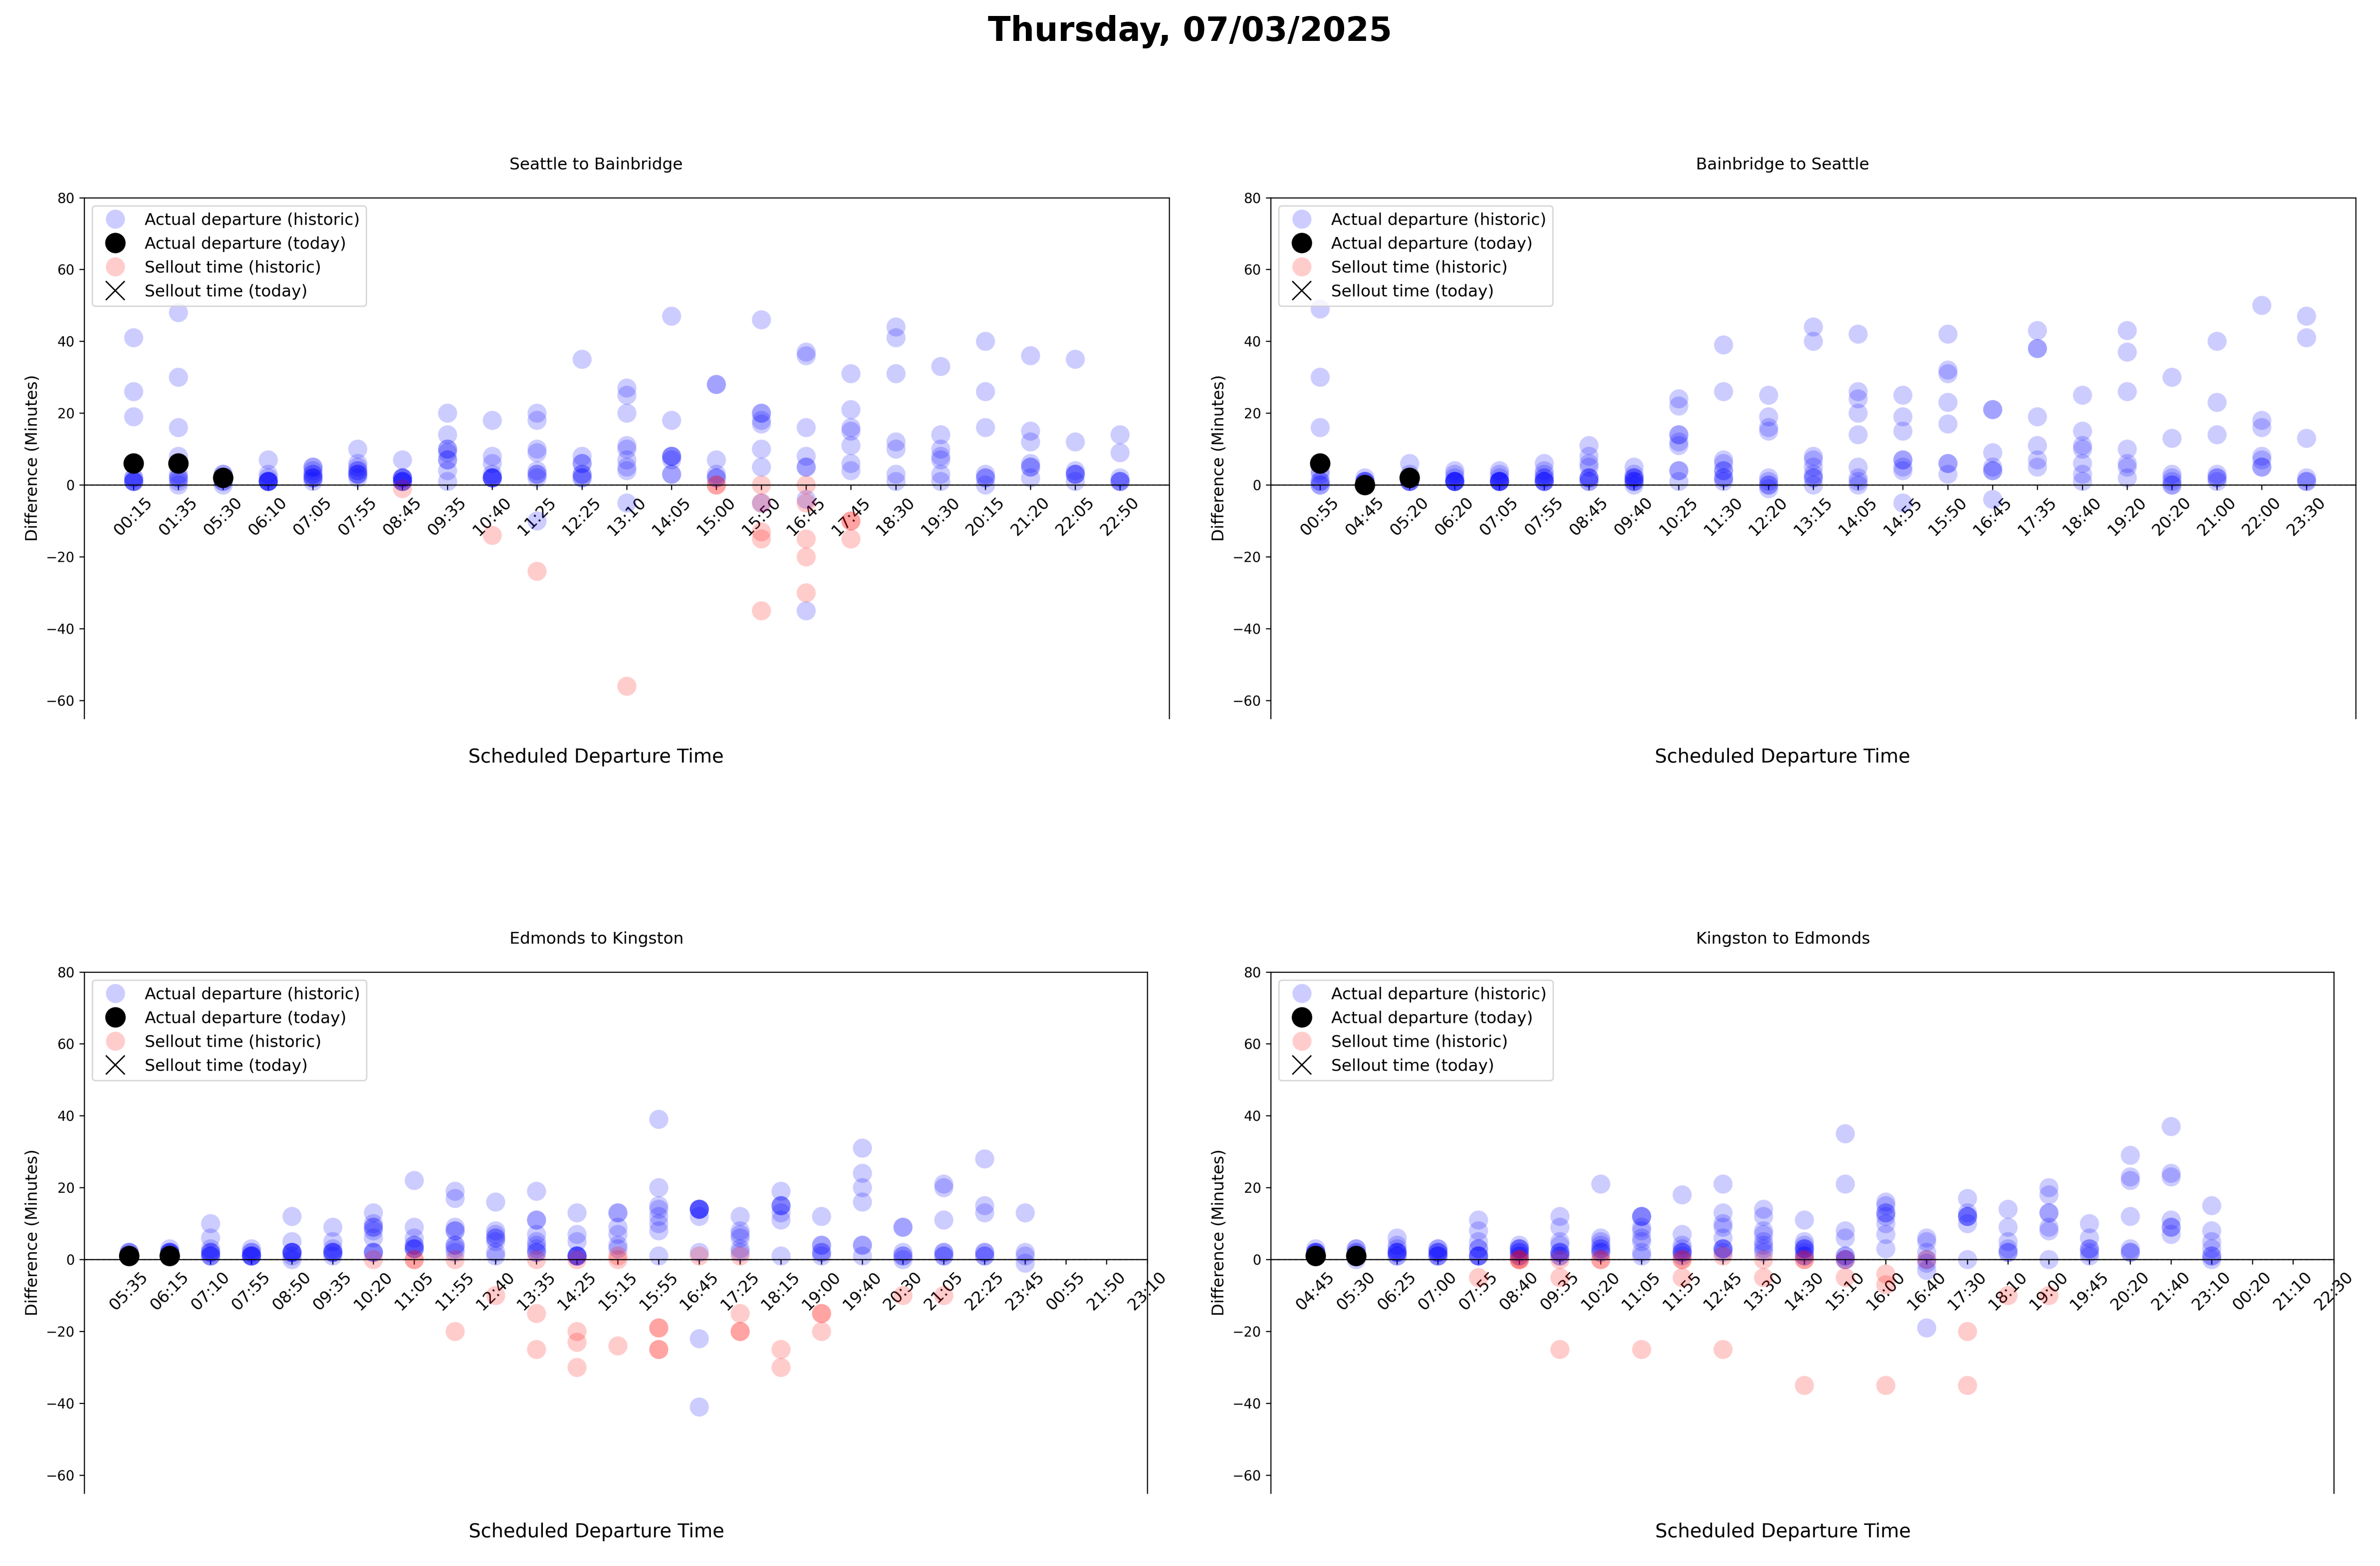 Thursday, 07/03/2025
Seattle to Bainbridge
Difference (Minutes)
80
60
40
20
0
−20
−40
−60
Actual departure (historic)
Actual departure (today)
Sellout time (historic)
Sellout time (today)
00:15 01:35 05:30 06:10 07:05 07:55 08:45 09:35 10:40 11:25 12:25 13:10 14:05 15:00 15:50 16:45 17:45 18:30 19:30 20:15 21:20 22:05 22:50
Scheduled Departure Time
Bainbridge to Seattle
Difference (Minutes)
80
60
40
20
0
−20
−40
−60
Actual departure (historic)
Actual departure (today)
Sellout time (historic)
Sellout time (today)
00:55 04:45 05:20 06:20 07:05 07:55 08:45 09:40 10:25 11:30 12:20 13:15 14:05 14:55 15:50 16:45 17:35 18:40 19:20 20:20 21:00 22:00 23:30
Scheduled Departure Time
Edmonds to Kingston
Difference (Minutes)
80
60
40
20
0
−20
−40
−60
Actual departure (historic)
Actual departure (today)
Sellout time (historic)
Sellout time (today)
05:35 06:15 07:10 07:55 08:50 09:35 10:20 11:05 11:55 12:40 13:35 14:25 15:15 15:55 16:45 17:25 18:15 19:00 19:40 20:30 21:05 22:25 23:45 00:55 21:50 23:10
Scheduled Departure Time
Kingston to Edmonds
Difference (Minutes)
80
60
40
20
0
−20
−40
−60
Actual departure (historic)
Actual departure (today)
Sellout time (historic)
Sellout time (today)
04:45 05:30 06:25 07:00 07:55 08:40 09:35 10:20 11:05 11:55 12:45 13:30 14:30 15:10 16:00 16:40 17:30 18:10 19:00 19:45 20:20 21:40 23:10 00:20 21:10 22:30
Scheduled Departure Time